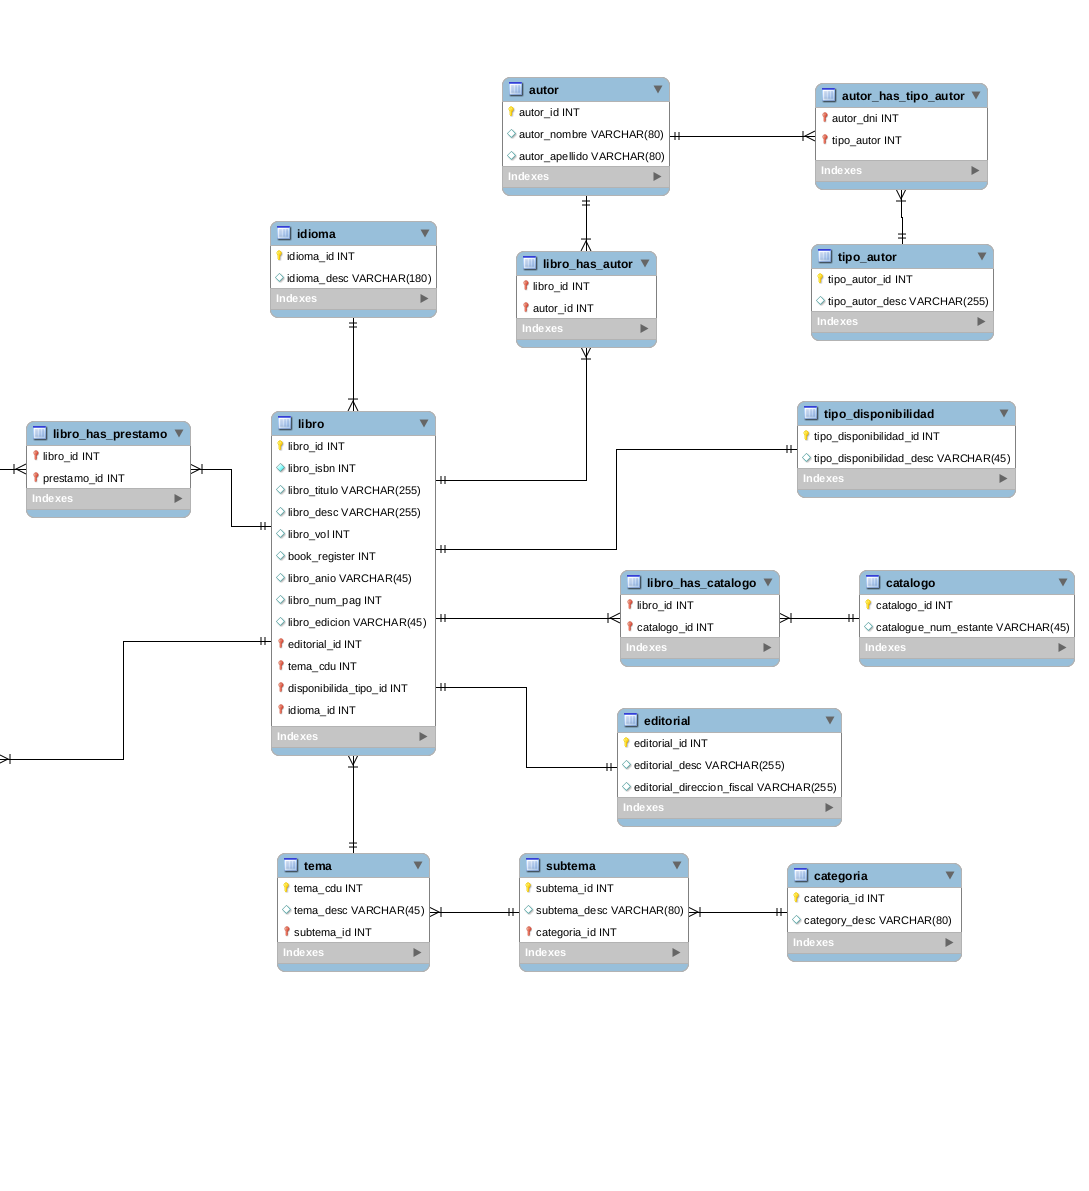 autor
autor_id INT
autor_nombre VARCHAR(80)
autor_apellido VARCHAR(80)
Indexes
autor_has_tipo_autor
autor_dni INT
tipo_autor INT
Indexes
idioma
idioma_id INT
idioma_desc VARCHAR(180)
Indexes
libro_has_autor
libro_id INT
autor_id INT
Indexes
tipo_autor
tipo_autor_id INT
tipo_autor_desc VARCHAR(255)
Indexes
libro_has_prestamo
libro_id INT
prestamo_id INT
Indexes
libro
libro_id INT
libro_isbn INT
libro_titulo VARCHAR(255)
libro_desc VARCHAR(255)
libro_vol INT
book_register INT
libro_anio VARCHAR(45)
libro_num_pag INT
libro_edicion VARCHAR(45)
editorial_id INT
tema_cdu INT
disponibilida_tipo_id INT
idioma_id INT
Indexes
tipo_disponibilidad
tipo_disponibilidad_id INT
tipo_disponibilidad_desc VARCHAR(45)
Indexes
libro_has_catalogo
libro_id INT
catalogo_id INT
Indexes
catalogo
catalogo_id INT
catalogue_num_estante VARCHAR(45)
Indexes
editorial
editorial_id INT
editorial_desc VARCHAR(255)
editorial_direccion_fiscal VARCHAR(255)
Indexes
tema
tema_cdu INT
tema_desc VARCHAR(45)
subtema_id INT
Indexes
subtema
subtema_id INT
subtema_desc VARCHAR(80)
categoria_id INT
Indexes
categoria
categoria_id INT
category_desc VARCHAR(80)
Indexes